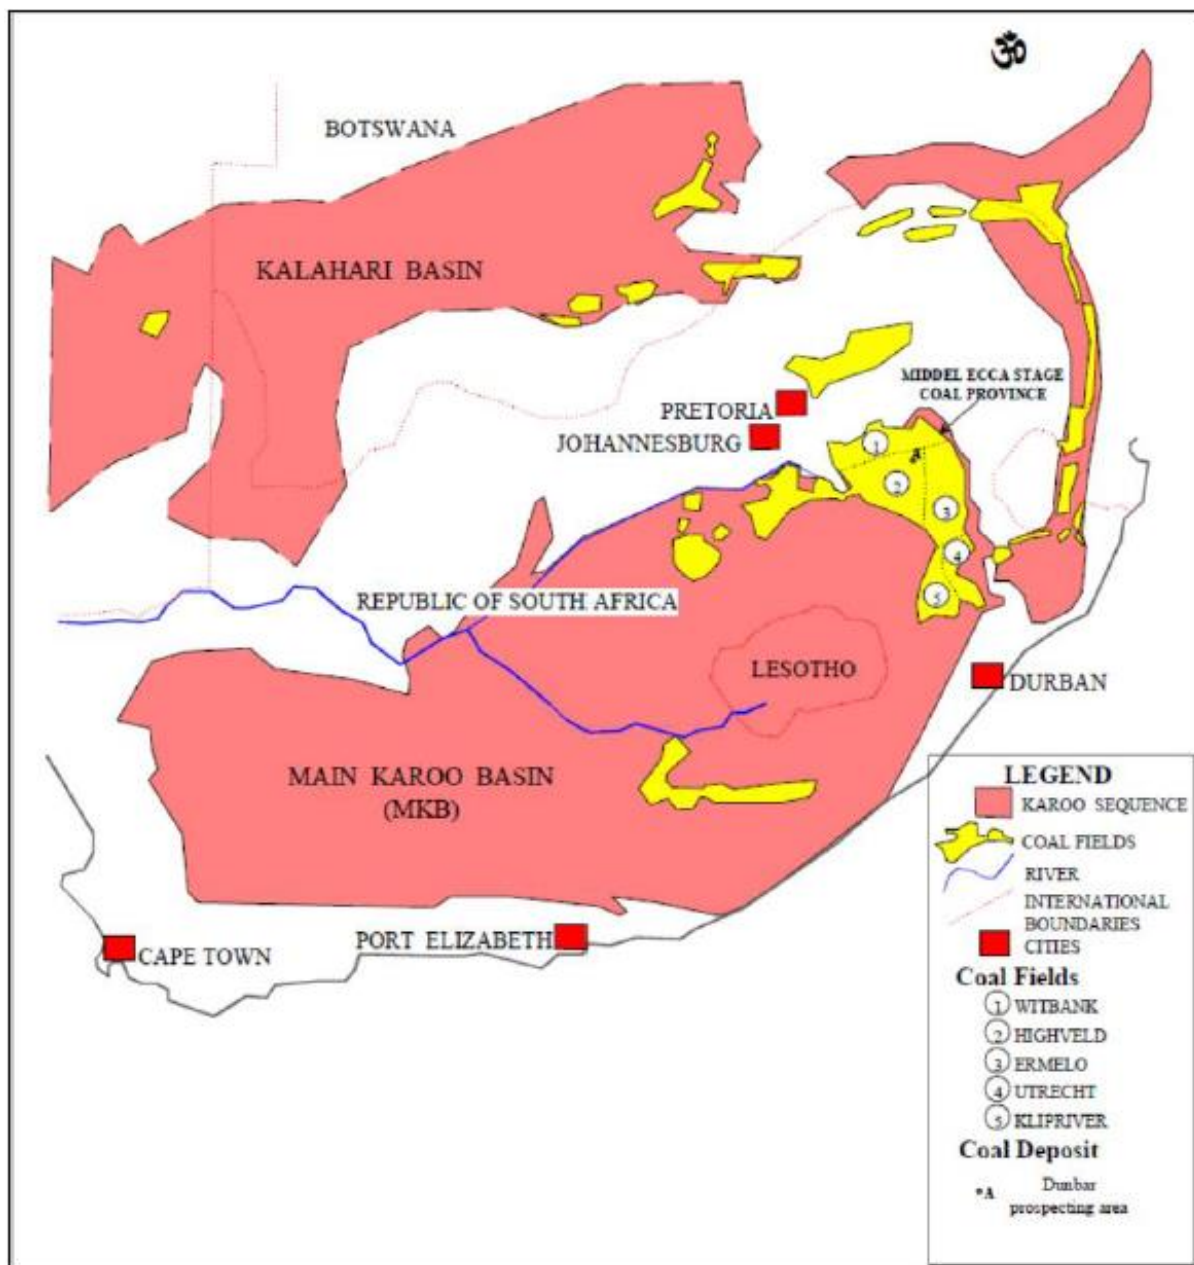 ॐ
BOTSWANA
KALAHARI BASIN
MIDDEL ECCA STAGE
COAL PROVINCE
PRETORIA
JOHANNESBURG
1
A
2
3
4
5
REPUBLIC OF SOUTH AFRICA
LESOTHO
DURBAN
MAIN KAROO BASIN
(MKB)
PORT ELIZABETH
CAPE TOWN
LEGEND
KAROO SEQUENCE
COAL FIELDS
RIVER
INTERNATIONAL
BOUNDARIES
CITIES
Coal Fields
1 WITBANK
2 HIGHVELD
3 ERMELO
4 UTRECHT
5 KLIPRIVER
Coal Deposit
*A Dunbar
prospecting area